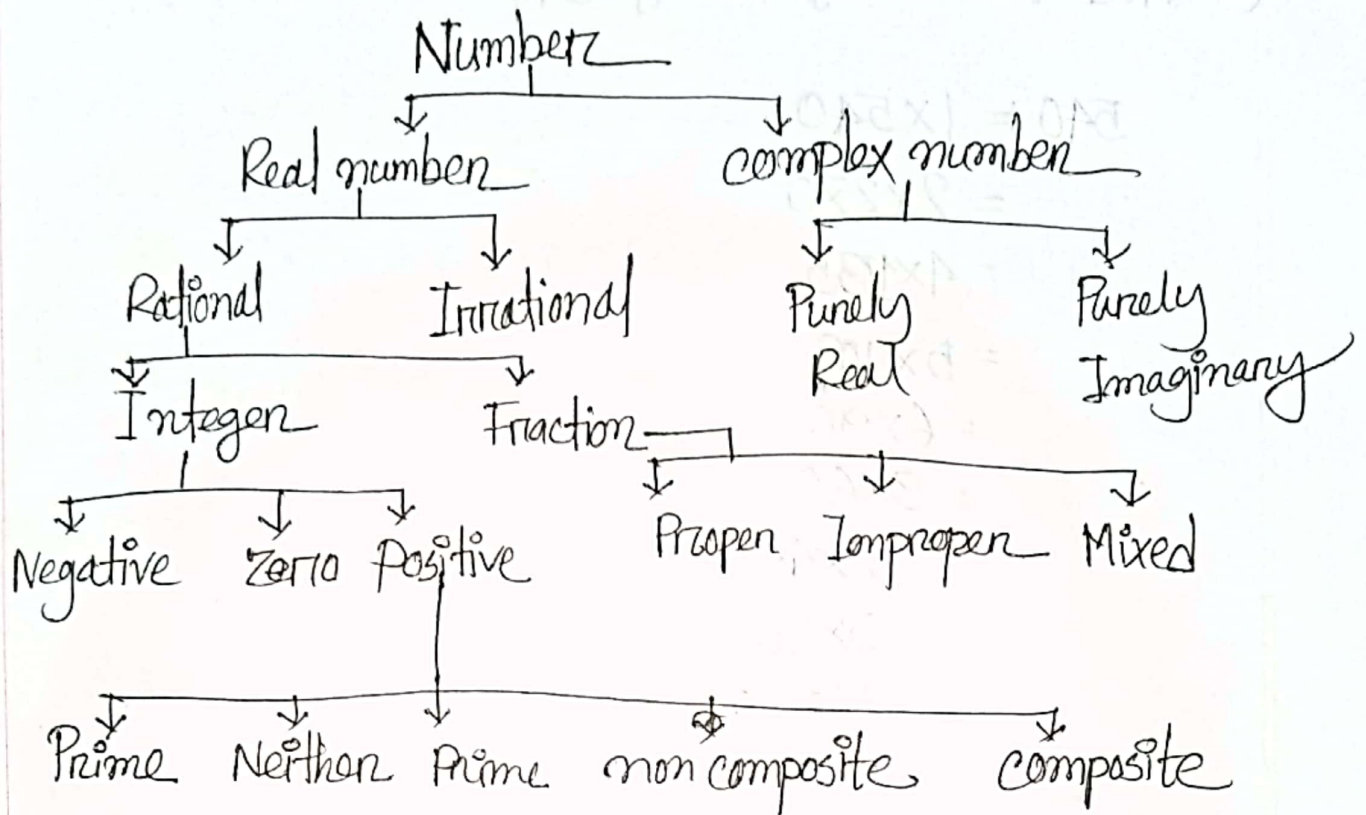 Number
Real number complex number
Rational Irrational Purely Real Purely Imaginary
Integer Fraction
Negative Zero Positive Proper Improper Mixed
Prime Neither Prime non composite composite